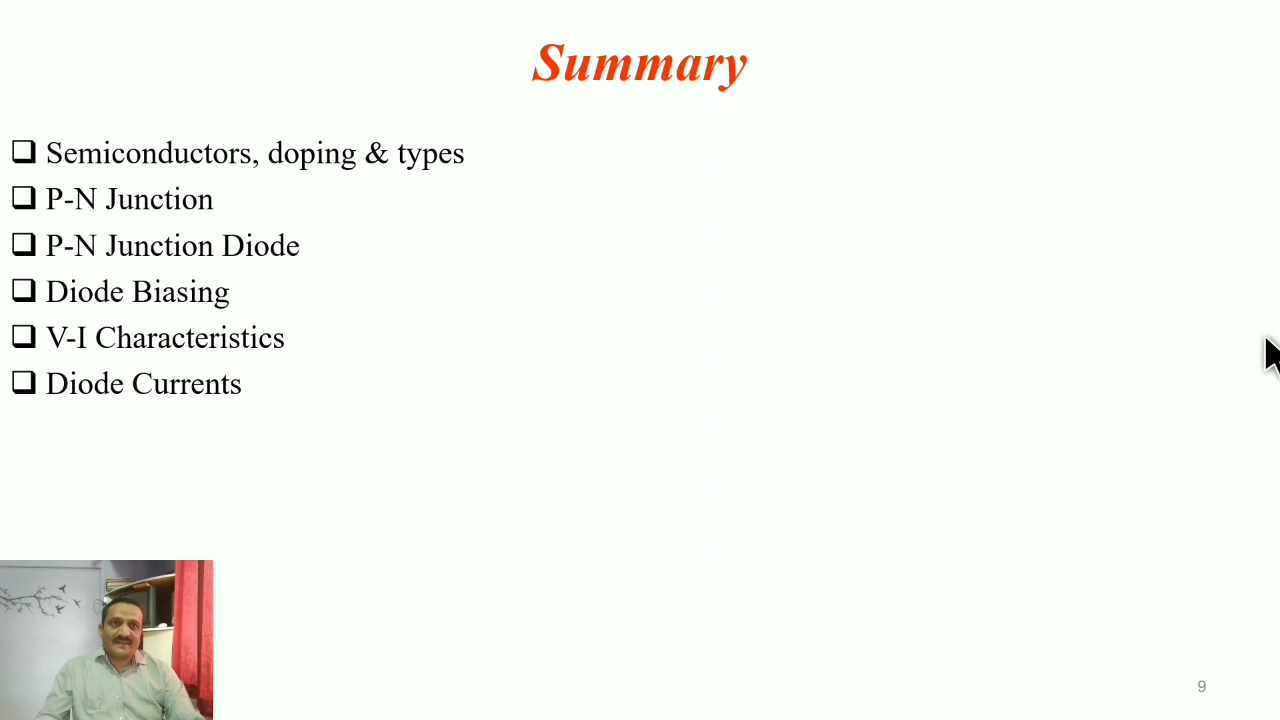 Summary
❑ Semiconductors, doping & types
❑ P-N Junction
❑ P-N Junction Diode
❑ Diode Biasing
❑ V-I Characteristics
❑ Diode Currents
9